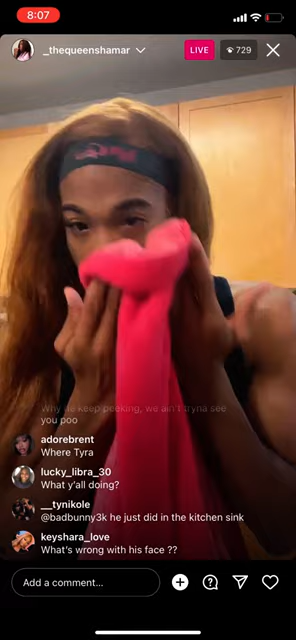 8:07
_thequeenshamar
LIVE
729
Why he keep peeking, we ain't tryna see
you poo
adorebrent
Where Tyra
lucky_libra_30
What y'all doing?
__tynikole
@badbunny3k he just did in the kitchen sink
keyshara_love
What's wrong with his face ??
Add a comment...